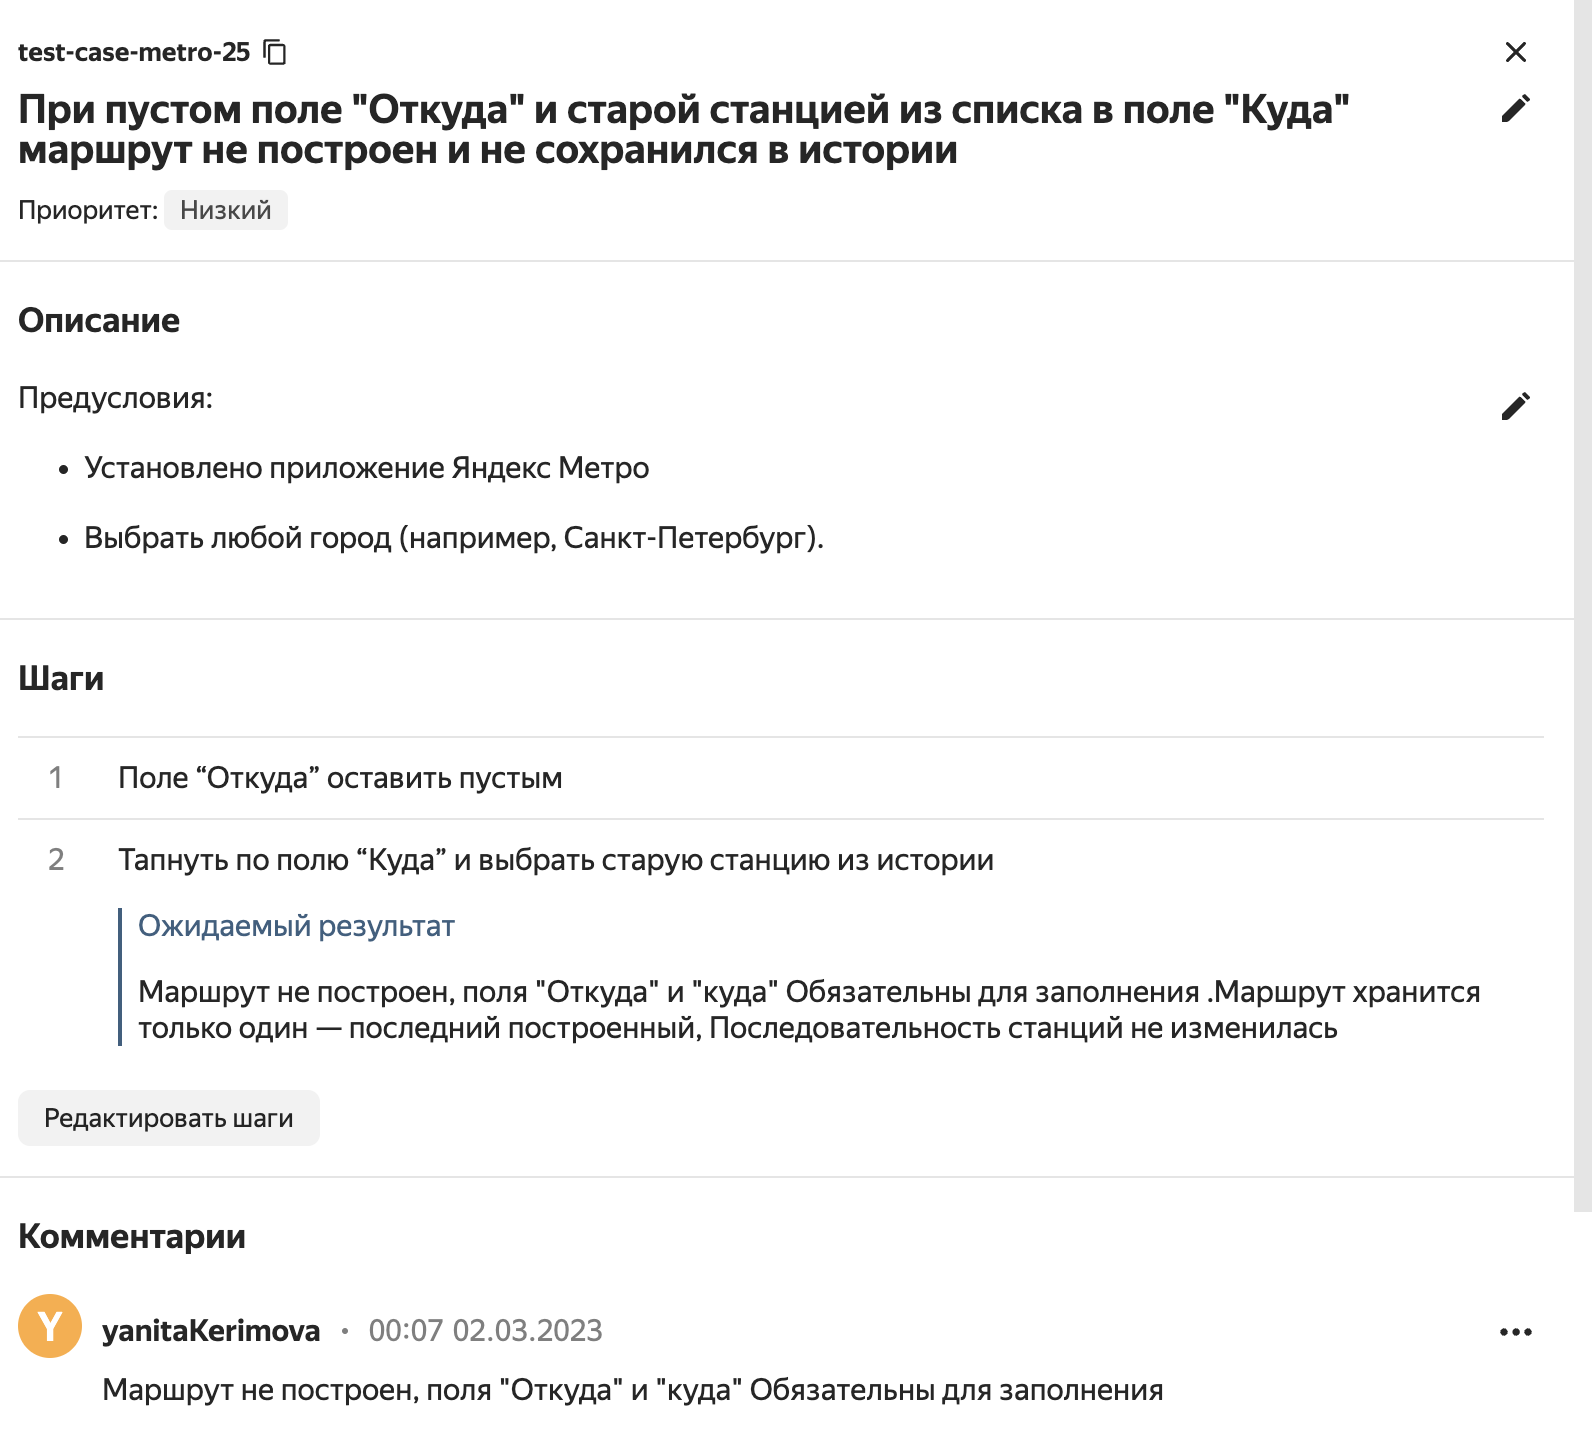 test-case-metro-25
При пустом поле "Откуда" и старой станцией из списка в поле "Куда"
маршрут не построен и не сохранился в истории
Приоритет: Низкий
Описание
Предусловия:
• Установлено приложение Яндекс Метро
• Выбрать любой город (например, Санкт-Петербург).
Шаги
1 Поле “Откуда” оставить пустым
2 Тапнуть по полю “Куда” и выбрать старую станцию из истории
Ожидаемый результат
Маршрут не построен, поля "Откуда" и "куда" Обязательны для заполнения .Маршрут хранится
только один — последний построенный, Последовательность станций не изменилась
Редактировать шаги
Комментарии
Y
yanitaKerimova • 00:07 02.03.2023
Маршрут не построен, поля "Откуда" и "куда" Обязательны для заполнения